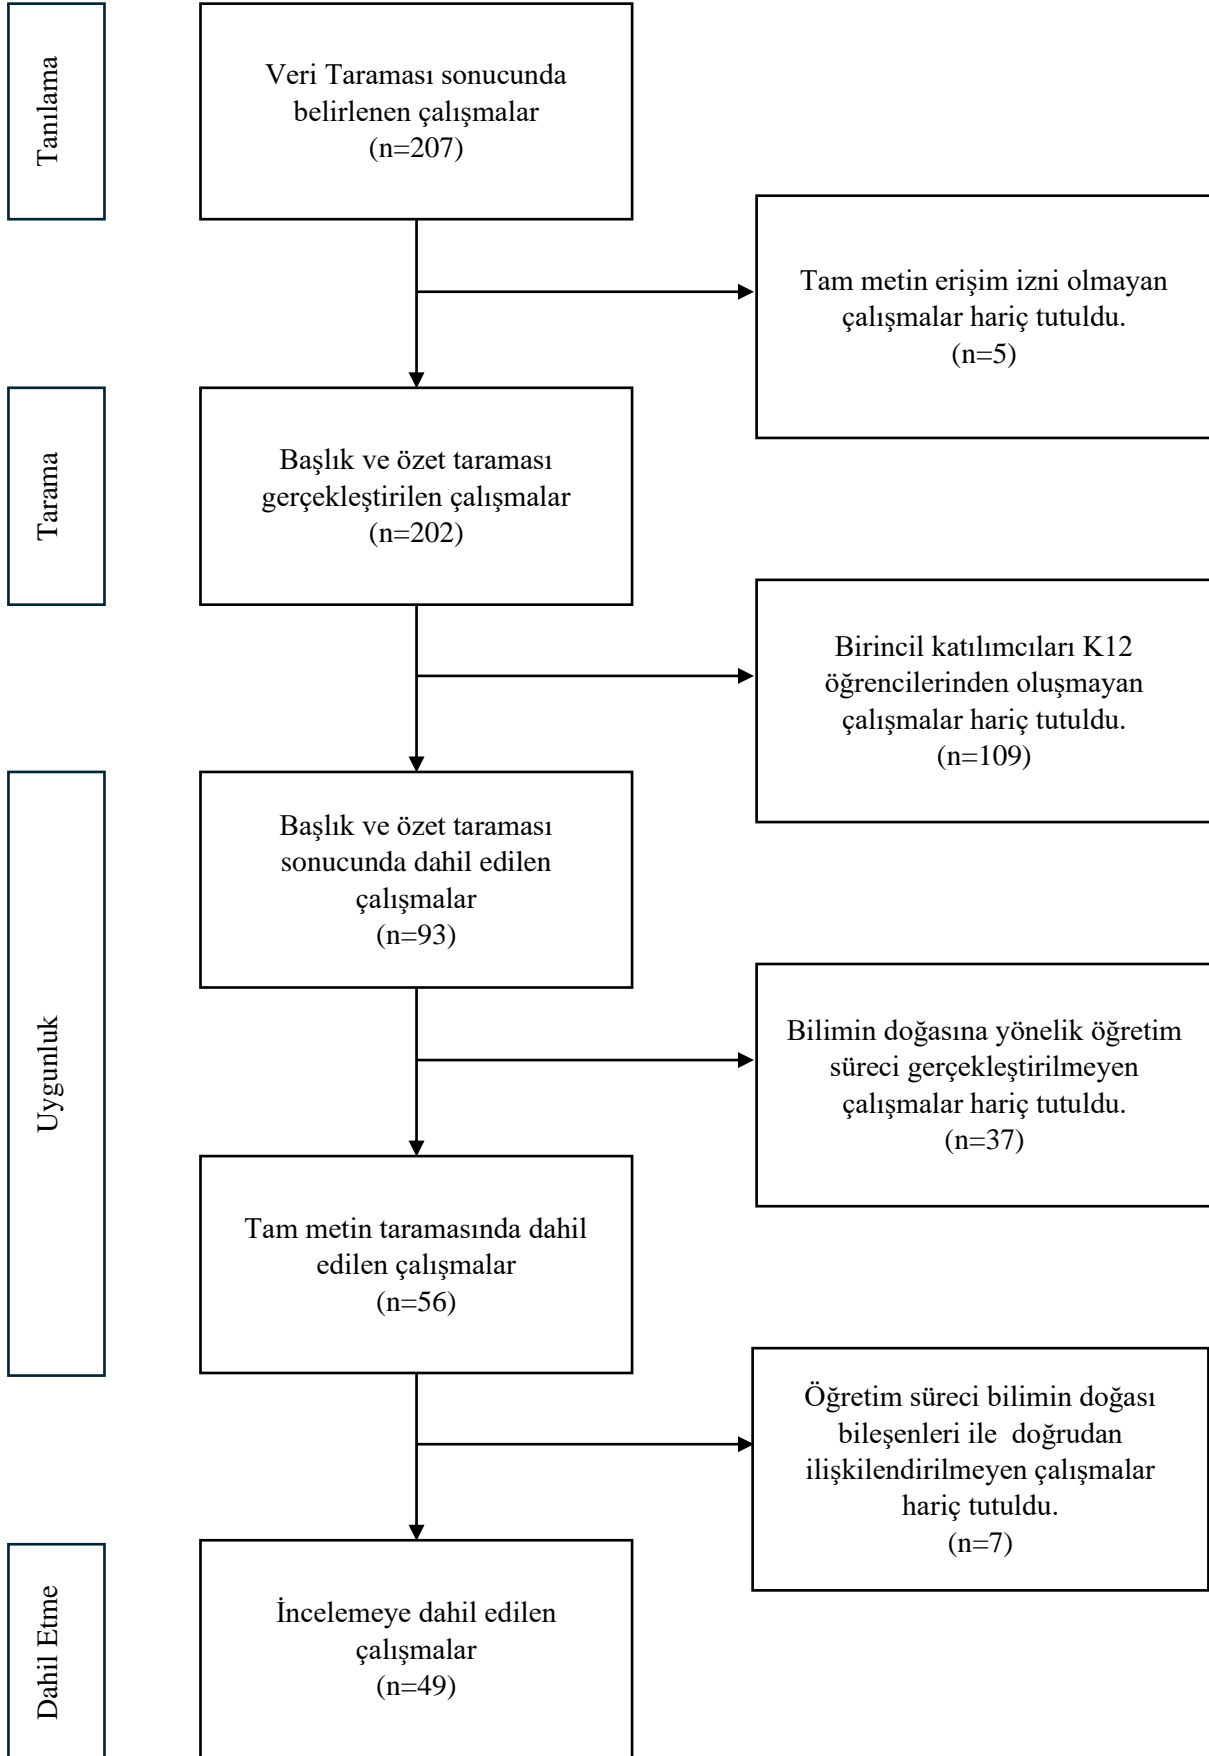 Tanılama
Veri Taraması sonucunda
belirlenen çalışmalar
(n=207)
Tam metin erişim izni olmayan
çalışmalar hariç tutuldu.
(n=5)
Tarama
Başlık ve özet taraması
gerçekleştirilen çalışmalar
(n=202)
Birincil katılımcıları K12
öğrencilerinden oluşmayan
çalışmalar hariç tutuldu.
(n=109)
Uygunluk
Başlık ve özet taraması
sonucunda dahil edilen
çalışmalar
(n=93)
Bilimin doğasına yönelik öğretim
süreci gerçekleştirilmeyen
çalışmalar hariç tutuldu.
(n=37)
Tam metin taramasında dahil
edilen çalışmalar
(n=56)
Öğretim süreci bilimin doğası
bileşenleri ile doğrudan
ilişkilendirilmeyen çalışmalar
hariç tutuldu.
(n=7)
Dahil Etme
İncelemeye dahil edilen
çalışmalar
(n=49)